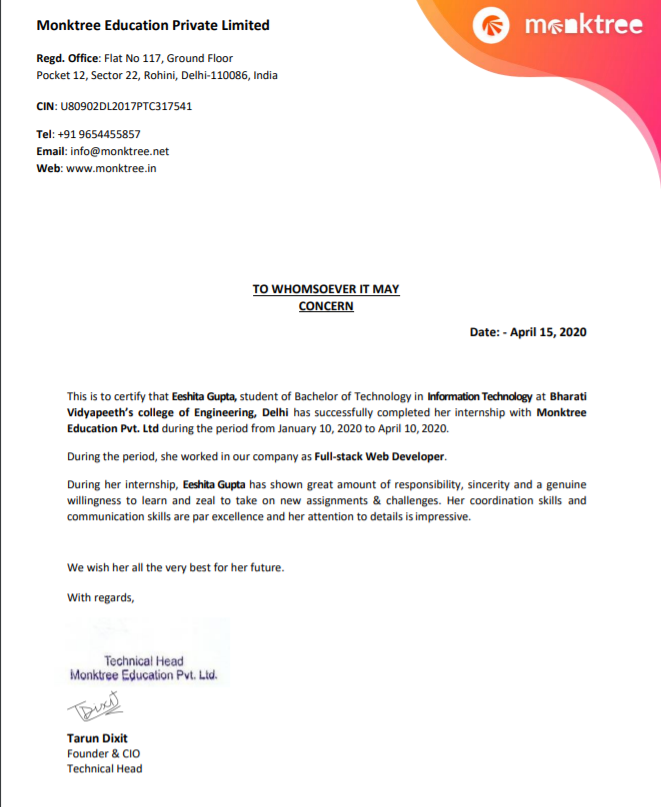 Monktree Education Private Limited
monktree
Regd. Office: Flat No 117, Ground Floor
Pocket 12, Sector 22, Rohini, Delhi-110086, India
CIN: U80902DL2017PTC317541
Tel: +91 9654455857
Email: info@monktree.net
Web: www.monktree.in
TO WHOMSOEVER IT MAY
CONCERN
Date: - April 15, 2020
This is to certify that Eeshita Gupta, student of Bachelor of Technology in Information Technology at Bharati
Vidyapeeth's college of Engineering, Delhi has successfully completed her internship with Monktree
Education Pvt. Ltd during the period from January 10, 2020 to April 10, 2020.
During the period, she worked in our company as Full-stack Web Developer.
During her internship, Eeshita Gupta has shown great amount of responsibility, sincerity and a genuine
willingness to learn and zeal to take on new assignments & challenges. Her coordination skills and
communication skills are par excellence and her attention to details is impressive.
We wish her all the very best for her future.
With regards,
Technical Head
Monktree Education Pvt. Ltd.
TDixit
Tarun Dixit
Founder & CIO
Technical Head